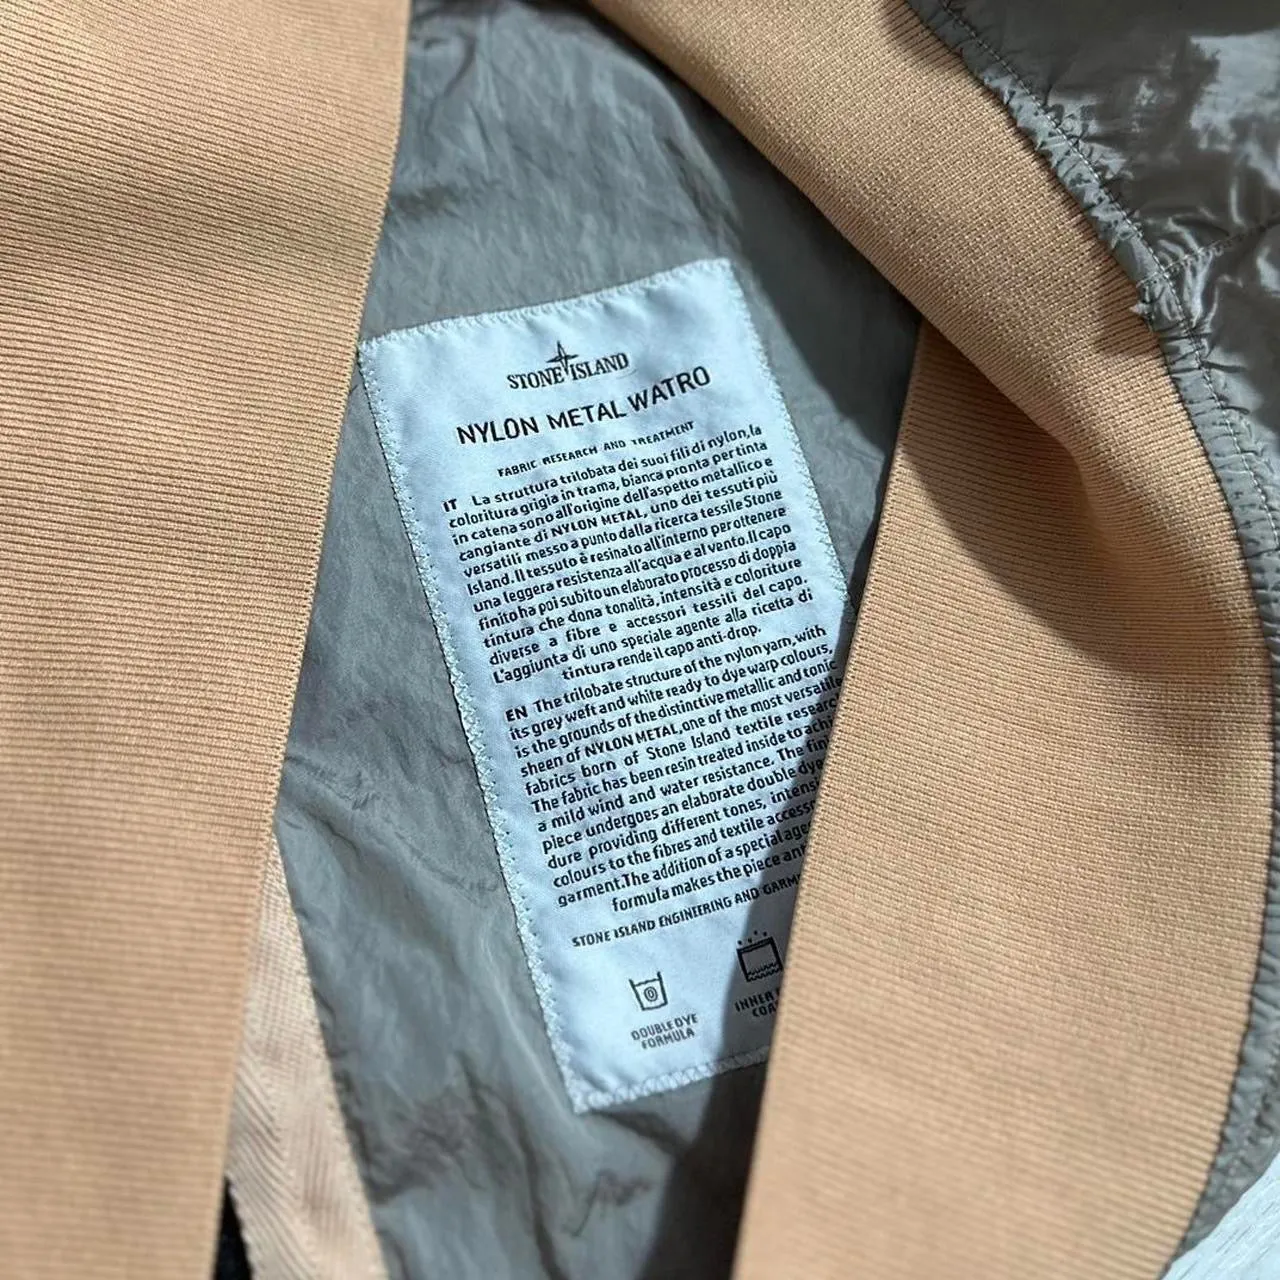 STONE ISLAND
NYLON METAL WATRO
FABRIC RESEARCH AND TREATMENT
IT La struttura trilobata dei suoi fili di nylon, la
coloritura grigia in trama, bianca pronta per tinta
in catena sono all'origine dell'aspetto metallico e
cangiante di NYLON METAL, uno dei tessuti più
versatili messo a punto dalla ricerca tessile Stone
Island. Il tessuto è resinato all'interno per ottenere
una leggera resistenza all'acqua e al vento. Il capo
finito ha poi subito un elaborato processo di doppia
tintura che dona tonalità, intensità e coloriture
diverse a fibre e accessori tessili del capo.
L'aggiunta di uno speciale agente alla ricetta di
tintura rende il capo anti-drop.
EN The trilobate structure of the nylon yarn, with
its grey weft and white ready to dye warp colours,
is the grounds of the distinctive metallic and tonic
sheen of NYLON METAL, one of the most versatile
fabrics born of Stone Island textile
The fabric has been resin treated inside to
a mild wind and water resistance. The
piece undergoes an elaborate double dye
dure providing different tones,
colours to the fibres and textile
garment. The addition of a special
formula makes the piece
STONE ISLAND ENGINEERING AND
DOUBLE DYE
FORMULA
INNER